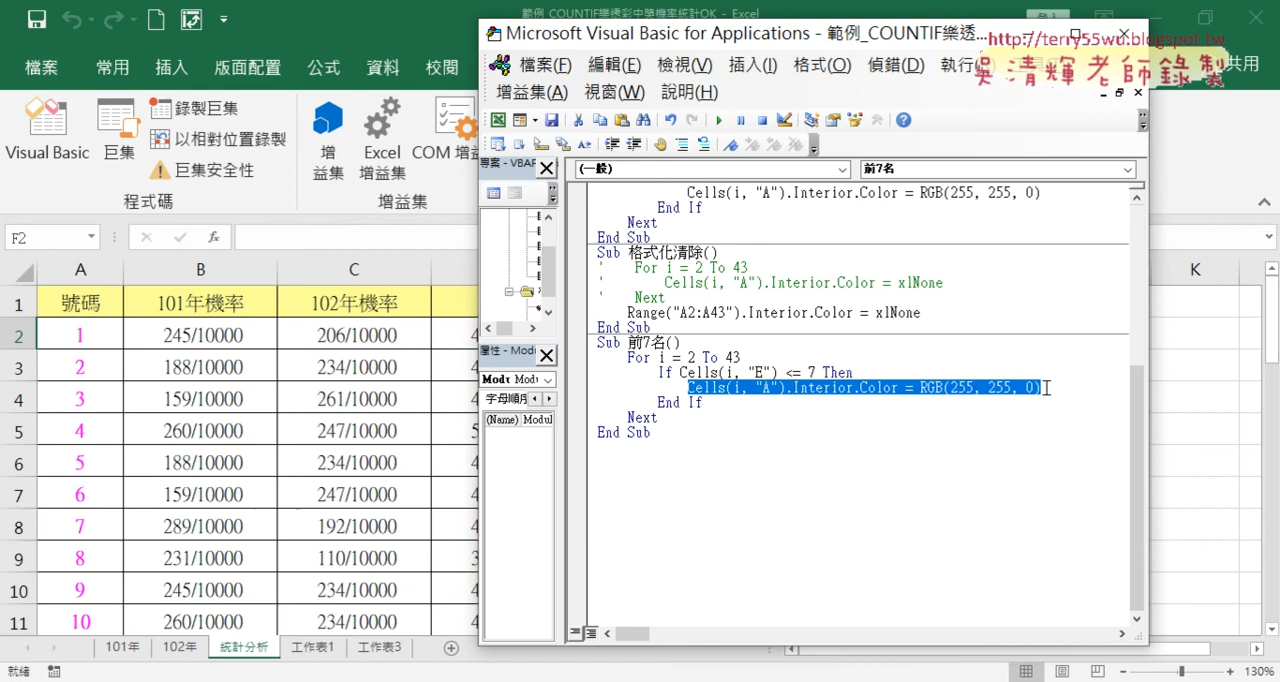 範例_COUNTIF樂透彩中獎機率統計OK - Excel
檔案 常用 插入 版面配置 公式 資料 校閱 共用
Visual Basic
巨集
錄製巨集
以相對位置錄製
巨集安全性
程式碼
增益集
Excel 增益集
COM 增益
增益集
Microsoft Visual Basic for Applications - 範例_COUNTIF樂透...
http://terry55wu.blogspot.tw
吳清輝老師錄製
檔案(F) 編輯(E) 檢視(V) 插入(I) 格式(O) 偵錯(D) 執行
增益集(A) 視窗(W) 說明(H)
專案 - VBAP
屬性 - Modu
Modu Modu
字母順序
(Name) Modul
(一般) 前7名
Cells(i, "A").Interior.Color = RGB(255, 255, 0)
End If
Next
End Sub
Sub 格式化清除()
' For i = 2 To 43
' Cells(i, "A").Interior.Color = xlNone
' Next
Range("A2:A43").Interior.Color = xlNone
End Sub
Sub 前7名()
For i = 2 To 43
If Cells(i, "E") <= 7 Then
Cells(i, "A").Interior.Color = RGB(255, 255, 0)
End If
Next
End Sub
F2 fx
A B C K
1 號碼 101年機率 102年機率
2 1 245/10000 206/10000 4
3 2 188/10000 234/10000 4
4 3 159/10000 261/10000 4
5 4 260/10000 247/10000 5
6 5 188/10000 234/10000 4
7 6 159/10000 247/10000 4
8 7 289/10000 192/10000 4
9 8 231/10000 110/10000 3
10 9 245/10000 234/10000 4
11 10 260/10000 234/10000 4
101年 102年 統計分析 工作表1 工作表3
就緒 130%